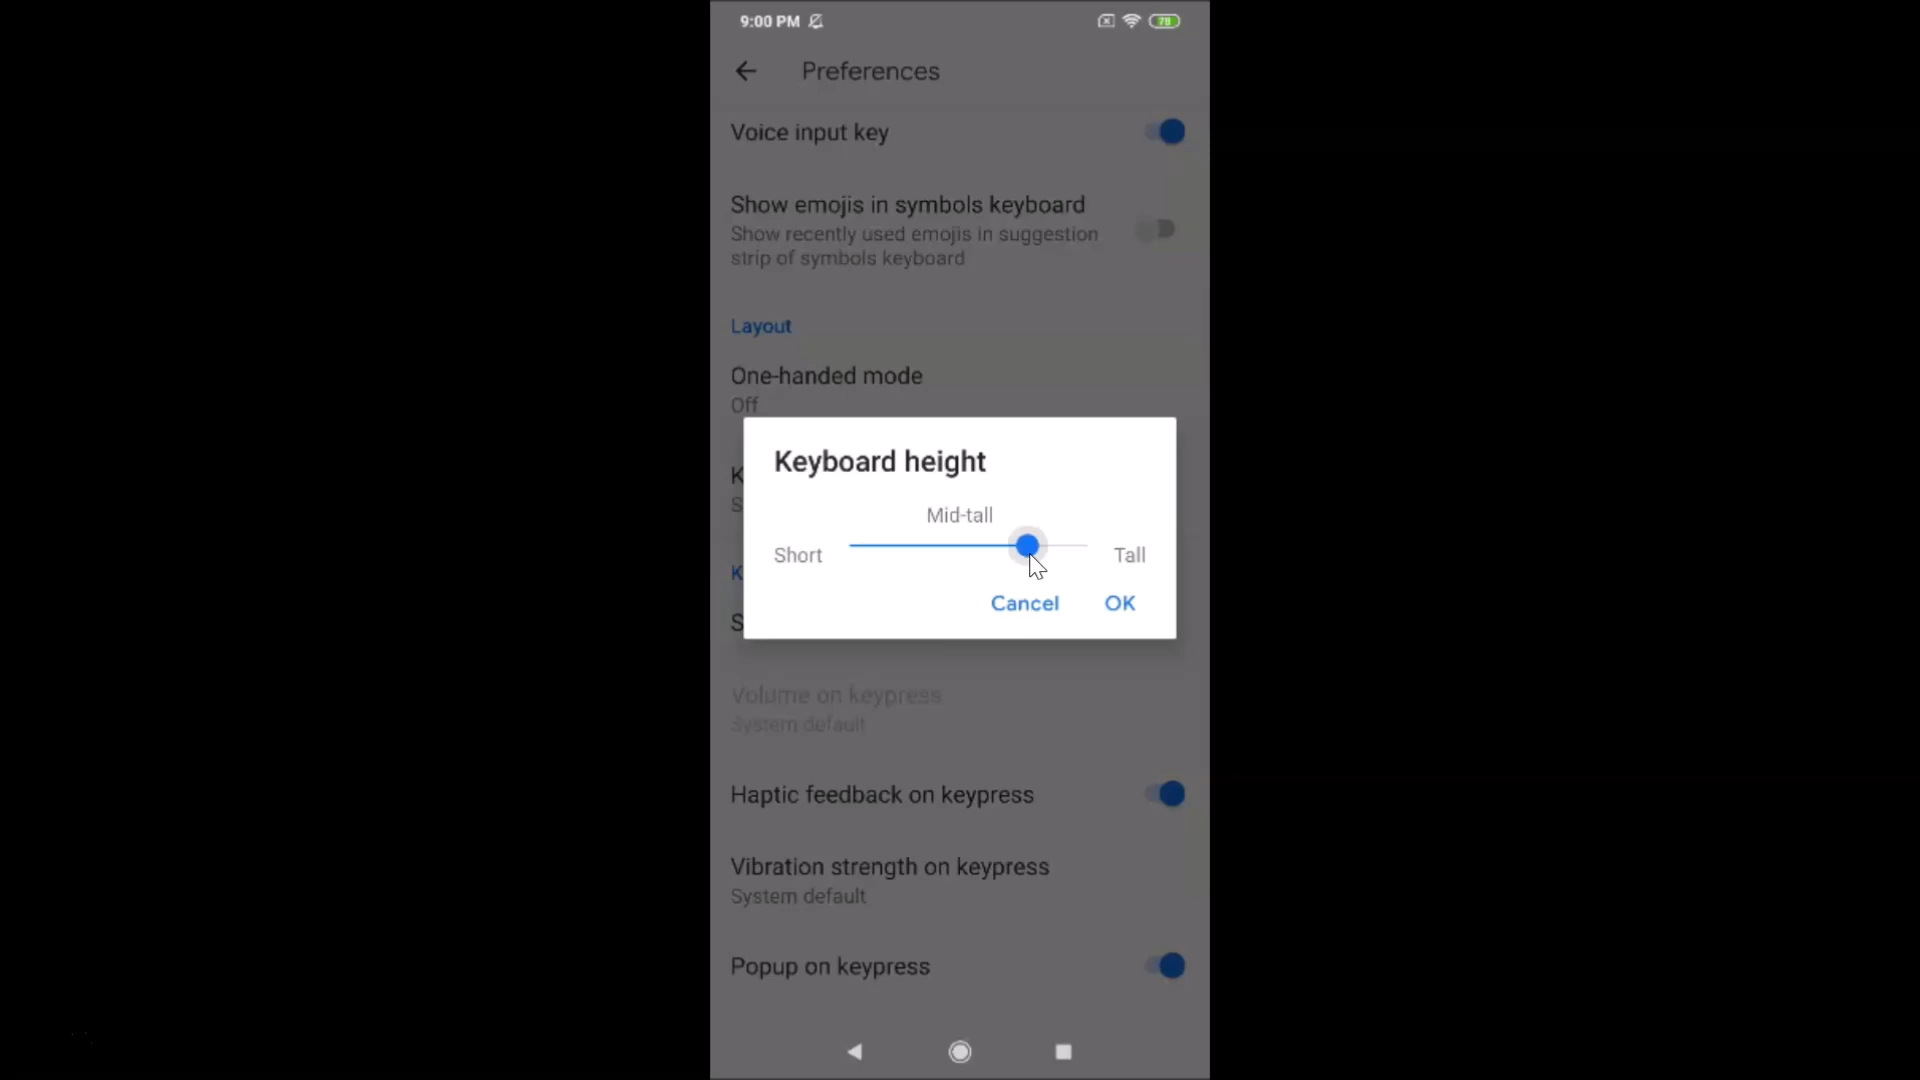 9:00 PM
78
Preferences
Voice input key
Show emojis in symbols keyboard
Show recently used emojis in suggestion
strip of symbols keyboard
Layout
One-handed mode
Off
K
S
Keyboard height
Mid-tall
Short
Tall
K
Cancel
OK
S
Volume on keypress
System default
Haptic feedback on keypress
Vibration strength on keypress
System default
Popup on keypress